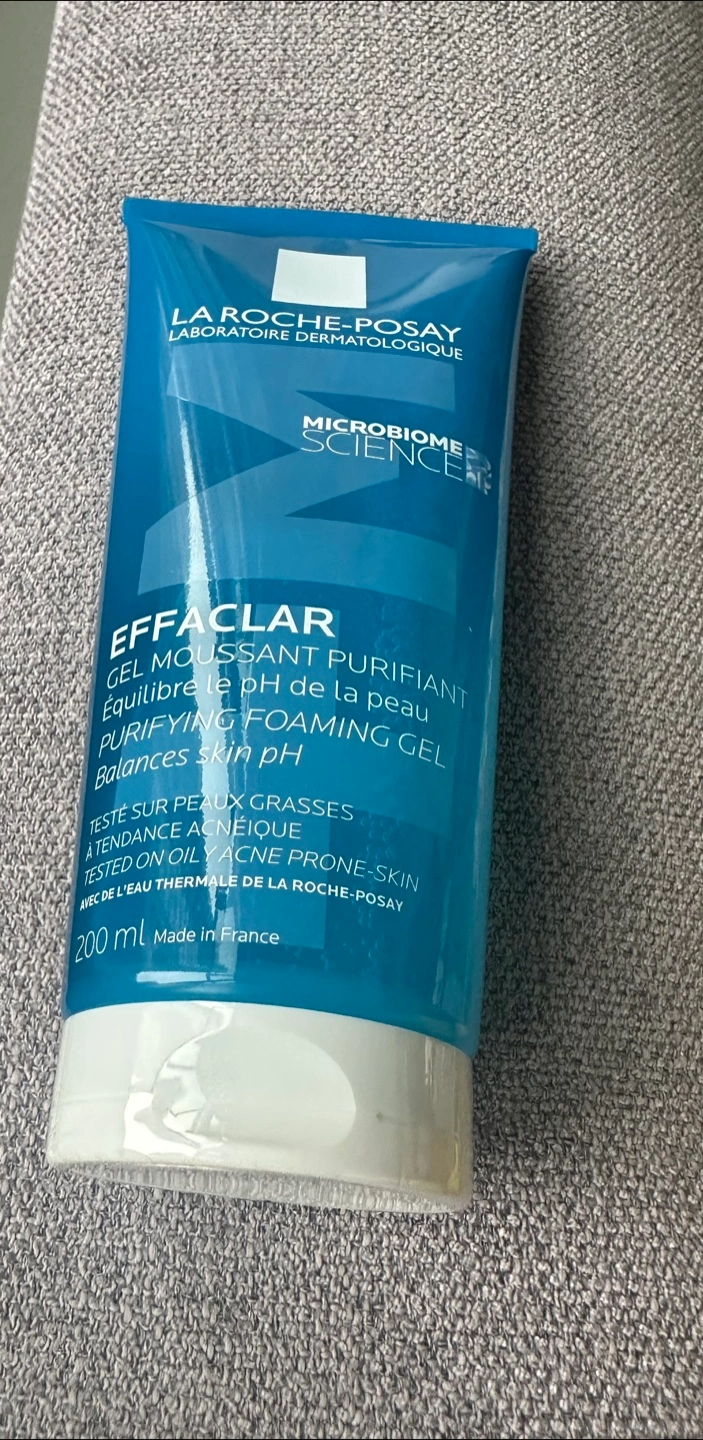 LA ROCHE-POSAY
LABORATOIRE DERMATOLOGIQUE
MICROBIOME
SCIENCE
EFFACLAR
GEL MOUSSANT PURIFIANT
Équilibre le pH de la peau
PURIFYING FOAMING GEL
Balances skin pH
TESTÉ SUR PEAUX GRASSES
À TENDANCE ACNÉIQUE
TESTED ON OILY ACNE PRONE-SKIN
AVEC DE L'EAU THERMALE DE LA ROCHE-POSAY
200 ml Made in France